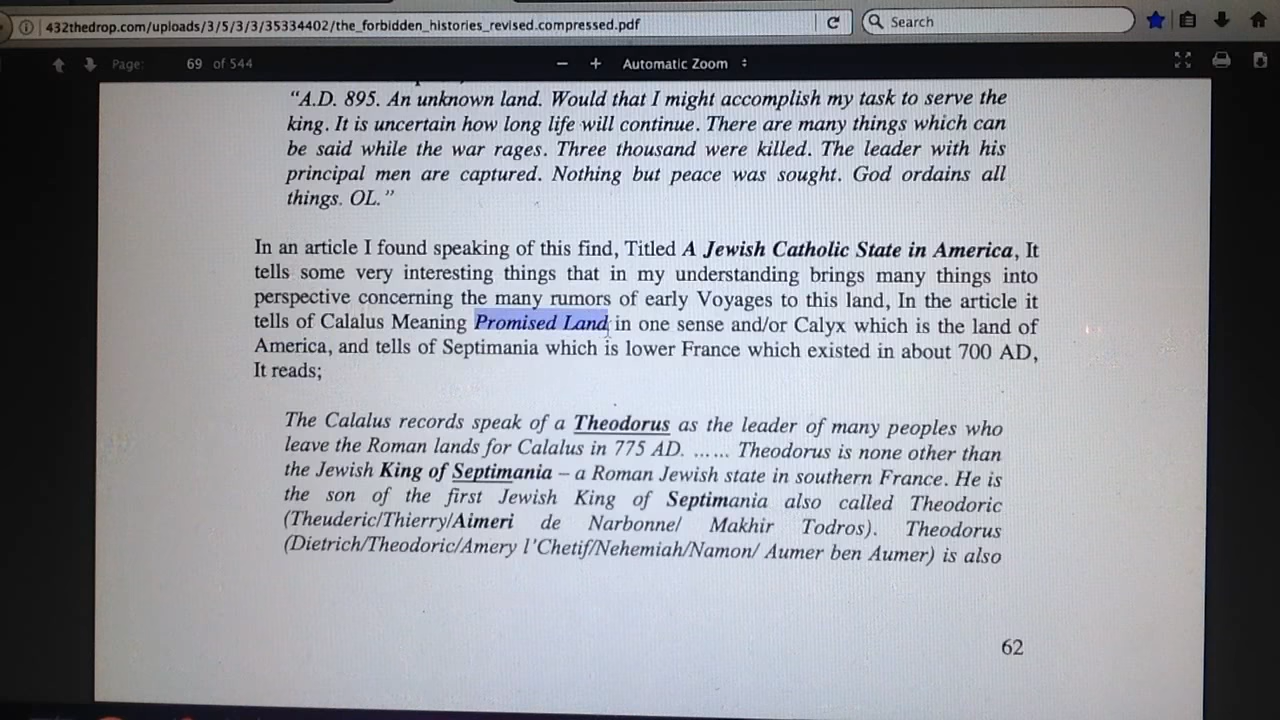 432thedrop.com/uploads/3/5/3/3/35334402/the_forbidden_histories_revised.compressed.pdf
Search
Page: 69 of 544
Automatic Zoom
"A.D. 895. An unknown land. Would that I might accomplish my task to serve the
king. It is uncertain how long life will continue. There are many things which can
be said while the war rages. Three thousand were killed. The leader with his
principal men are captured. Nothing but peace was sought. God ordains all
things. OL."
In an article I found speaking of this find, Titled A Jewish Catholic State in America, It
tells some very interesting things that in my understanding brings many things into
perspective concerning the many rumors of early Voyages to this land, In the article it
tells of Calalus Meaning Promised Land in one sense and/or Calyx which is the land of
America, and tells of Septimania which is lower France which existed in about 700 AD,
It reads;
The Calalus records speak of a Theodorus as the leader of many peoples who
leave the Roman lands for Calalus in 775 AD. ...... Theodorus is none other than
the Jewish King of Septimania – a Roman Jewish state in southern France. He is
the son of the first Jewish King of Septimania also called Theodoric
(Theuderic/Thierry/Aimeri de Narbonne/ Makhir Todros). Theodorus
(Dietrich/Theodoric/Amery l'Chetif/Nehemiah/Namon/ Aumer ben Aumer) is also
62